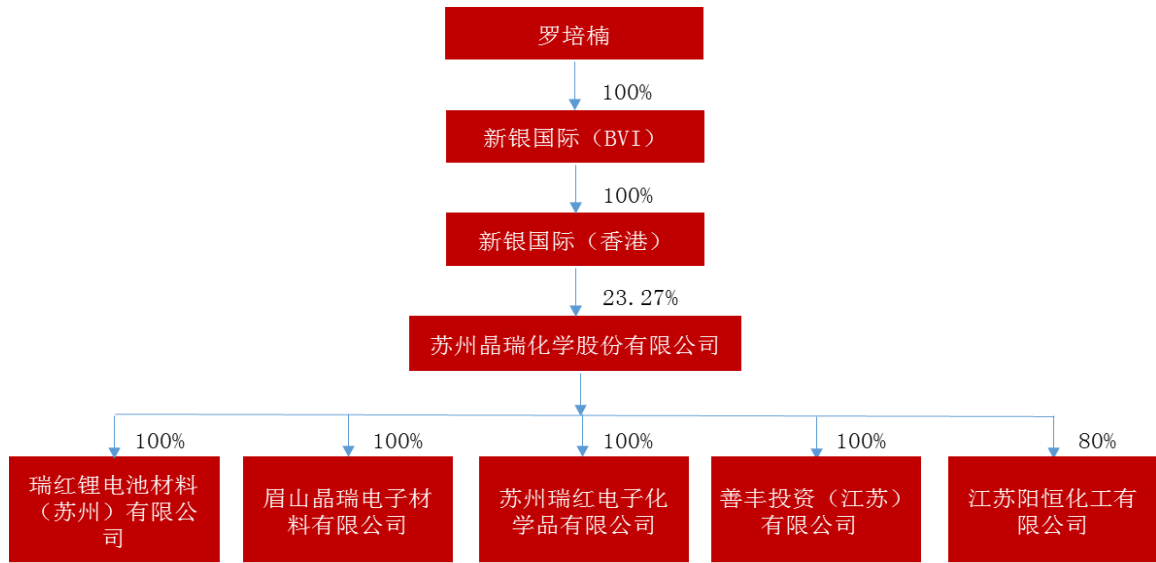 罗培楠
100%
新银国际（BVI）
100%
新银国际（香港）
23.27%
苏州晶瑞化学股份有限公司
100%
100%
100%
100%
80%
瑞红锂电池材料
（苏州）有限公
司
眉山晶瑞电子材
料有限公司
苏州瑞红电子化
学品有限公司
善丰投资（江苏）
有限公司
江苏阳恒化工有
限公司